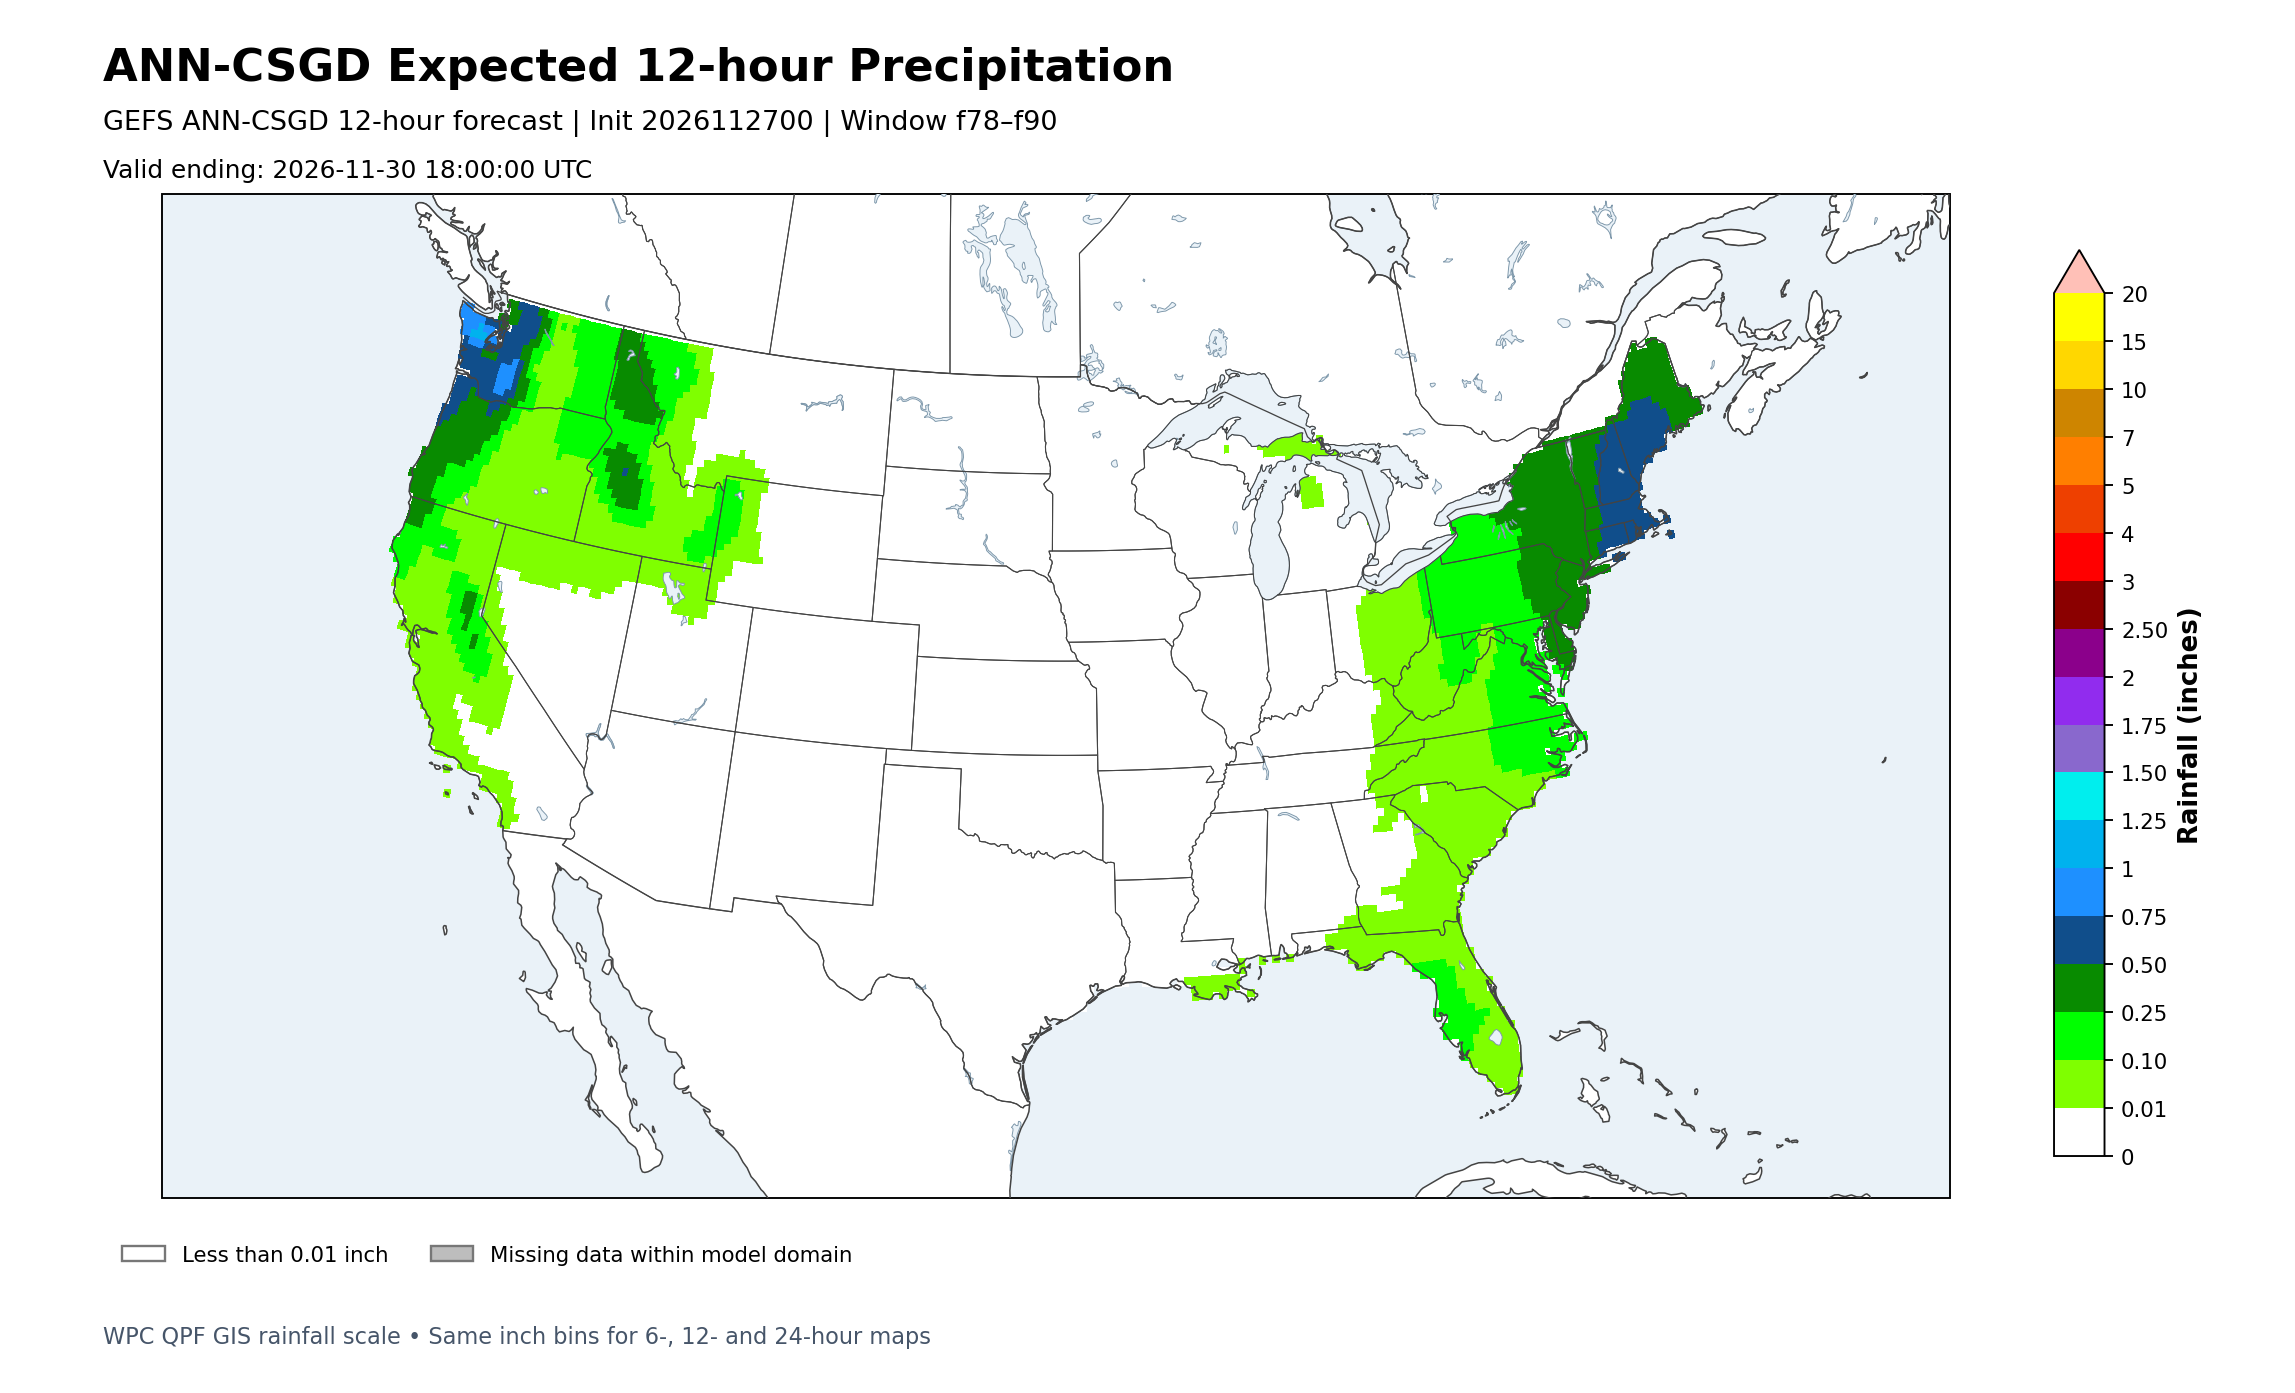 ANN-CSGD Expected 12-hour Precipitation
GEFS ANN-CSGD 12-hour forecast | Init 2026112700 | Window f78–f90
Valid ending: 2026-11-30 18:00:00 UTC
20
15
10
7
5
4
3
2.50
2
1.75
1.50
1.25
1
0.75
0.50
0.25
0.10
0.01
0
Rainfall (inches)
Less than 0.01 inch
Missing data within model domain
WPC QPF GIS rainfall scale • Same inch bins for 6-, 12- and 24-hour maps